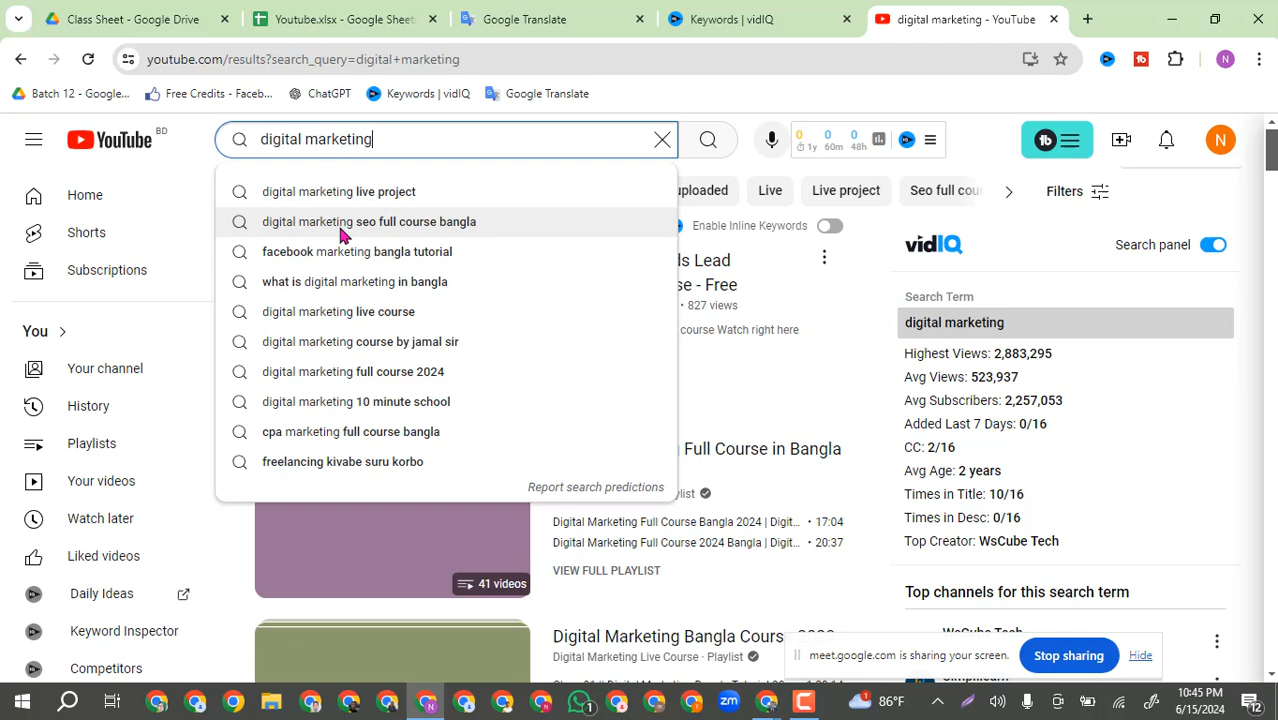 Class Sheet - Google Drive
Youtube.xlsx - Google Sheets
Google Translate
Keywords | vidIQ
digital marketing - YouTube
youtube.com/results?search_query=digital+marketing
N
Batch 12 - Google...
Free Credits - Faceb...
ChatGPT
Keywords | vidIQ
Google Translate
YouTube BD
digital marketing
0 0 0
1y 60m 48h
N
Home
Shorts
Subscriptions
You
Your channel
History
Playlists
Your videos
Watch later
Liked videos
Daily Ideas
Keyword Inspector
Competitors
digital marketing live project
digital marketing seo full course bangla
facebook marketing bangla tutorial
what is digital marketing in bangla
digital marketing live course
digital marketing course by jamal sir
digital marketing full course 2024
digital marketing 10 minute school
cpa marketing full course bangla
freelancing kivabe suru korbo
Report search predictions
uploaded
Live
Live project
Seo full cou
Filters
Enable Inline Keywords
ds Lead
se - Free
827 views
course Watch right here
Full Course in Bangla
list
Digital Marketing Full Course Bangla 2024 | Digit... • 17:04
Digital Marketing Full Course 2024 Bangla | Digit... • 20:37
VIEW FULL PLAYLIST
41 videos
Digital Marketing Bangla Cours
Digital Marketing Live Course • Playlist
vidIQ
Search panel
Search Term
digital marketing
Highest Views: 2,883,295
Avg Views: 523,937
Avg Subscribers: 2,257,053
Added Last 7 Days: 0/16
CC: 2/16
Avg Age: 2 years
Times in Title: 10/16
Times in Desc: 0/16
Top Creator: WsCube Tech
Top channels for this search term
WsCube Tech
Simplilearn
meet.google.com is sharing your screen.
Stop sharing
Hide
86°F
10:45 PM
6/15/2024
12